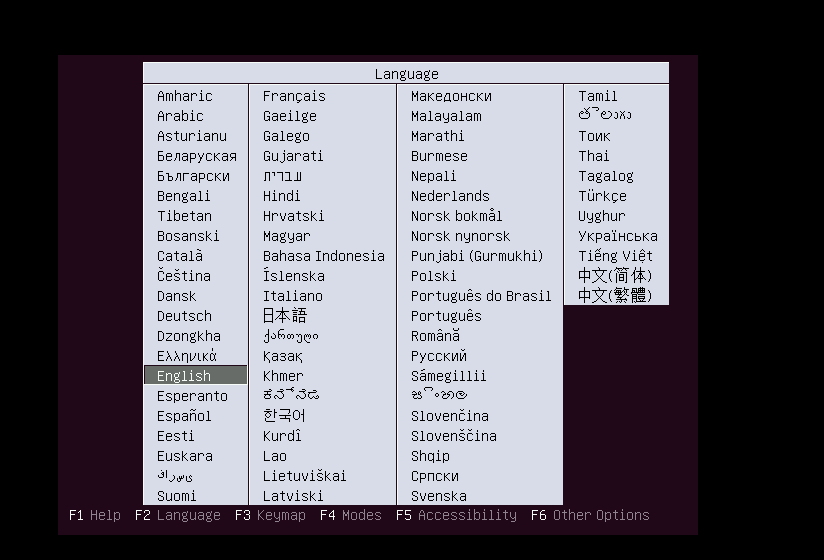 Language
Amharic
Arabic
Asturianu
Беларуская
Български
Bengali
Tibetan
Bosanski
Català
Čeština
Dansk
Deutsch
Dzongkha
Ελληνικά
English
Esperanto
Español
Eesti
Euskara
ﻰﺳﺭﺎﻓ
Suomi
Français
Gaeilge
Galego
Gujarati
עברית
Hindi
Hrvatski
Magyar
Bahasa Indonesia
Íslenska
Italiano
日本語
ქართული
Қазақ
Khmer
ಕನ್ನಡ
한국어
Kurdî
Lao
Lietuviškai
Latviski
Македонски
Malayalam
Marathi
Burmese
Nepali
Nederlands
Norsk bokmål
Norsk nynorsk
Punjabi (Gurmukhi)
Polski
Português do Brasil
Português
Română
Русский
Sámegillii
සිංහල
Slovenčina
Slovenščina
Shqip
Српски
Svenska
Tamil
తెలుగు
Тоик
Thai
Tagalog
Türkçe
Uyghur
Українська
Tiếng Việt
中文(简体)
中文(繁體)
F1 Help F2 Language F3 Keymap F4 Modes F5 Accessibility F6 Other Options